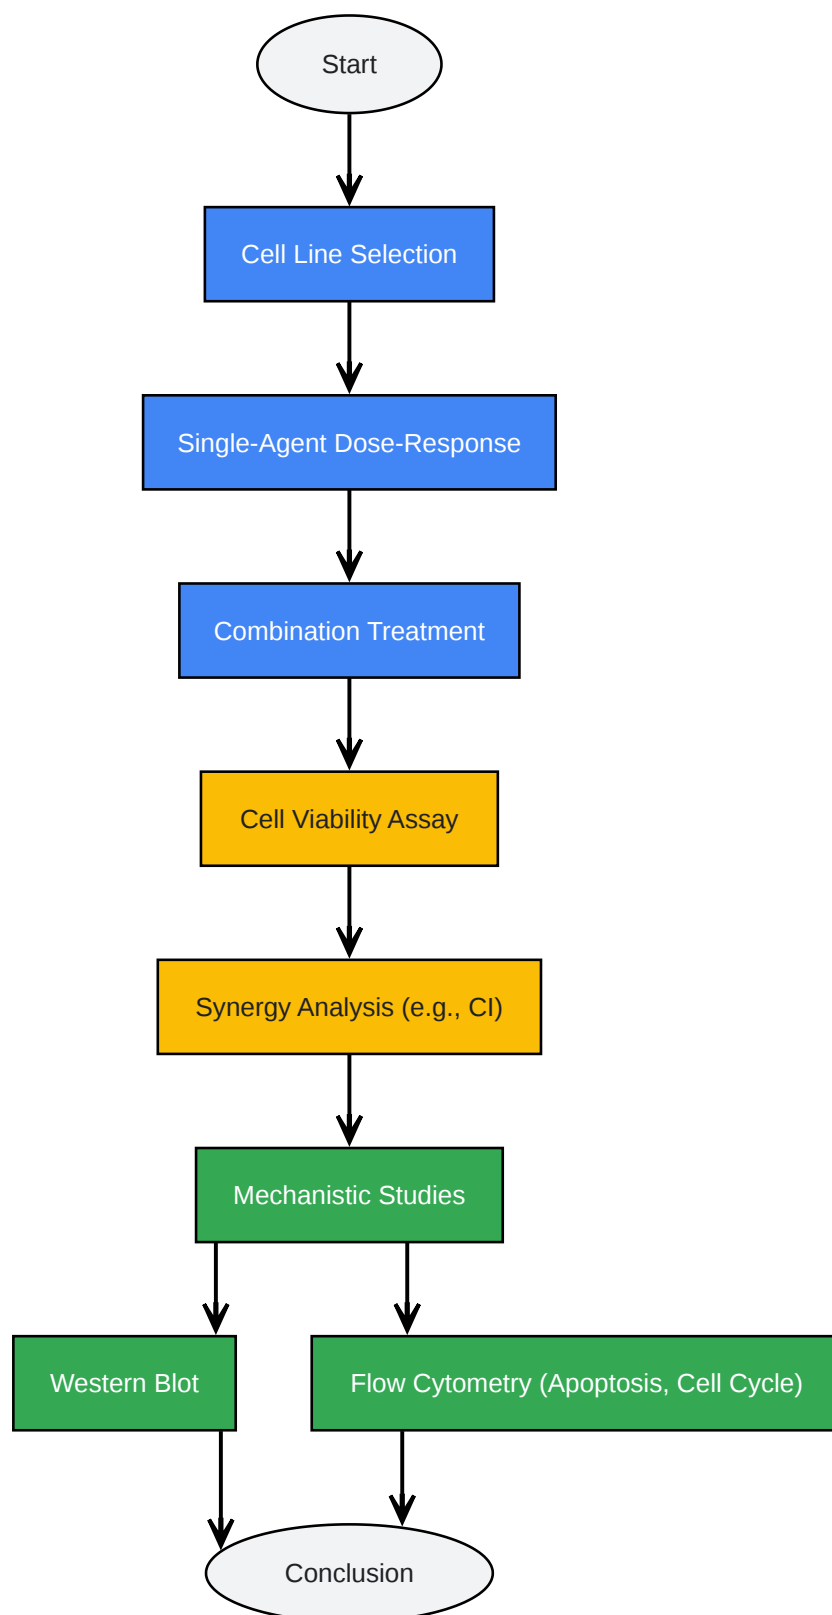 Start
Cell Line Selection
Single-Agent Dose-Response
Combination Treatment
Cell Viability Assay
Synergy Analysis (e.g., CI)
Mechanistic Studies
Western Blot
Flow Cytometry (Apoptosis, Cell Cycle)
Conclusion